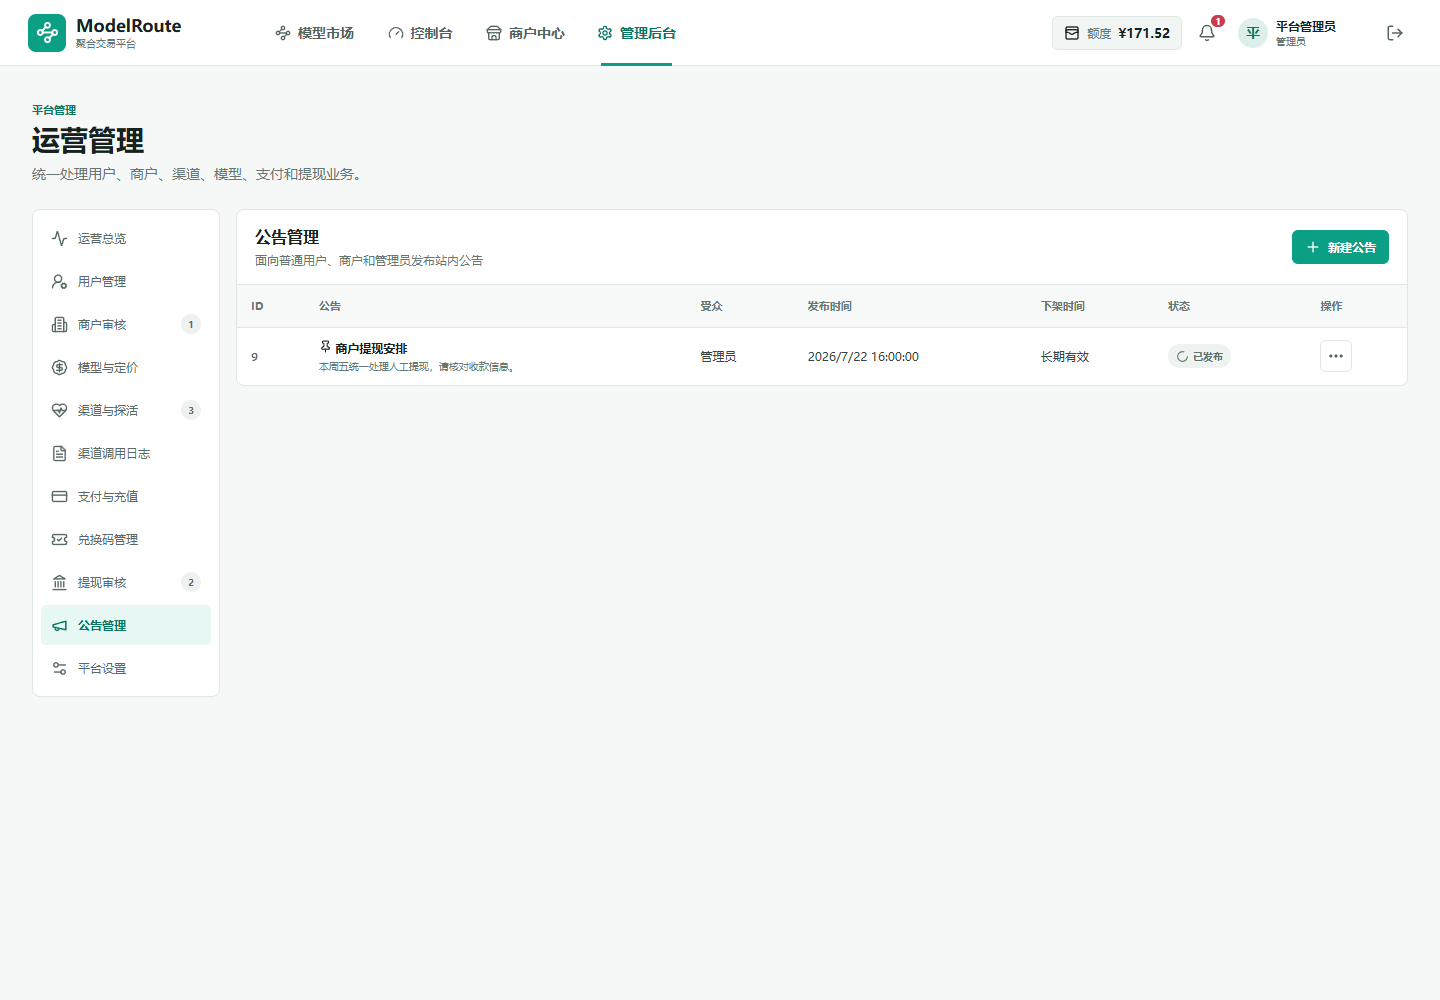 ModelRoute
聚合交易平台
模型市场
控制台
商户中心
管理后台
额度 ¥171.52
1
平
平台管理员
管理员
平台管理
运营管理
统一处理用户、商户、渠道、模型、支付和提现业务。
运营总览
用户管理
商户审核 1
模型与定价
渠道与探活 3
渠道调用日志
支付与充值
兑换码管理
提现审核 2
公告管理
平台设置
公告管理
面向普通用户、商户和管理员发布站内公告
新建公告
ID 公告 受众 发布时间 下架时间 状态 操作
9 商户提现安排 管理员 2026/7/22 16:00:00 长期有效 已发布
本周五统一处理人工提现，请核对收款信息。